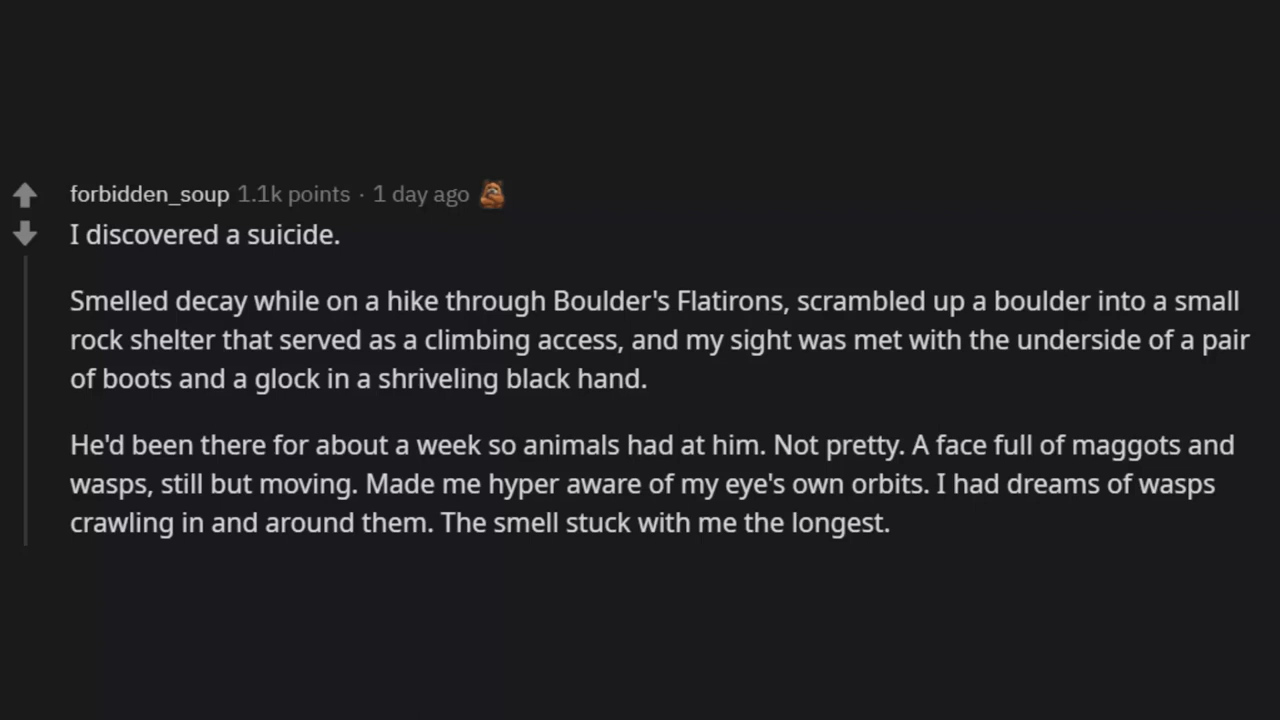 forbidden_soup 1.1k points · 1 day ago
I discovered a suicide.
Smelled decay while on a hike through Boulder's Flatirons, scrambled up a boulder into a small
rock shelter that served as a climbing access, and my sight was met with the underside of a pair
of boots and a glock in a shriveling black hand.
He'd been there for about a week so animals had at him. Not pretty. A face full of maggots and
wasps, still but moving. Made me hyper aware of my eye's own orbits. I had dreams of wasps
crawling in and around them. The smell stuck with me the longest.